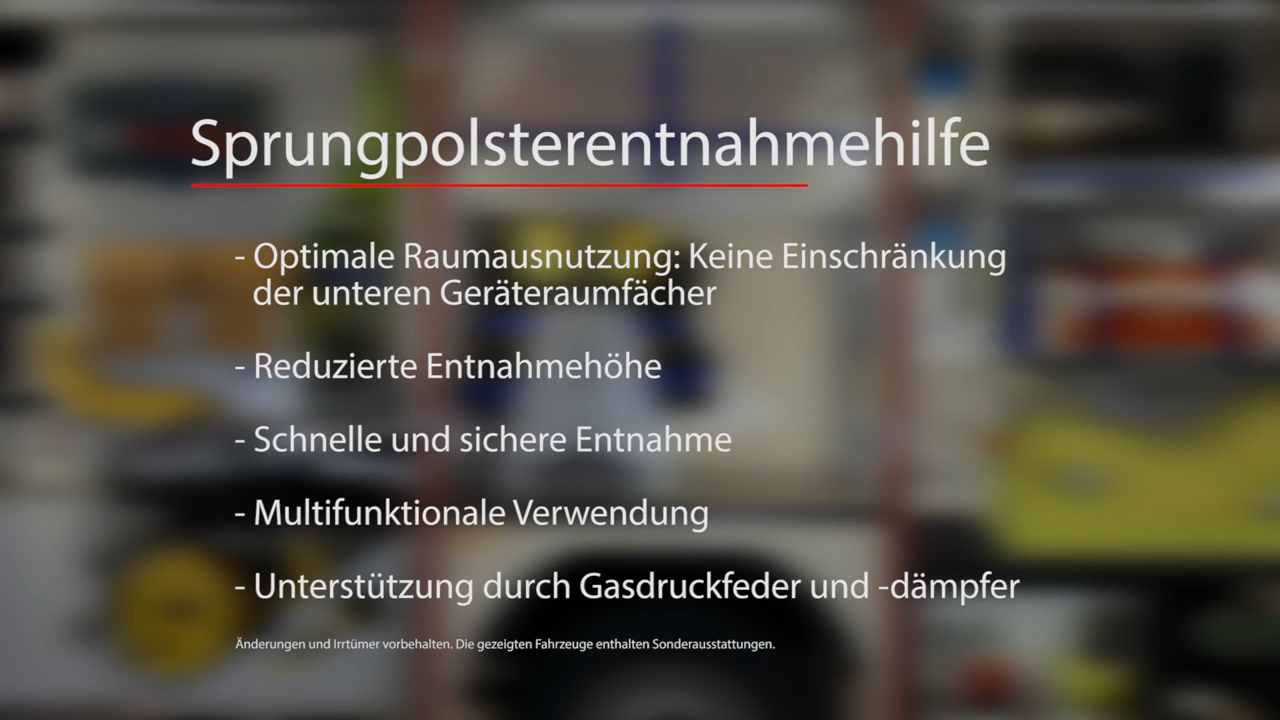 Sprungpolsterentnahmehilfe
- Optimale Raumausnutzung: Keine Einschränkung
der unteren Geräteraumfächer
- Reduzierte Entnahmehöhe
- Schnelle und sichere Entnahme
- Multifunktionale Verwendung
- Unterstützung durch Gasdruckfeder und -dämpfer
Änderungen und Irrtümer vorbehalten. Die gezeigten Fahrzeuge enthalten Sonderausstattungen.